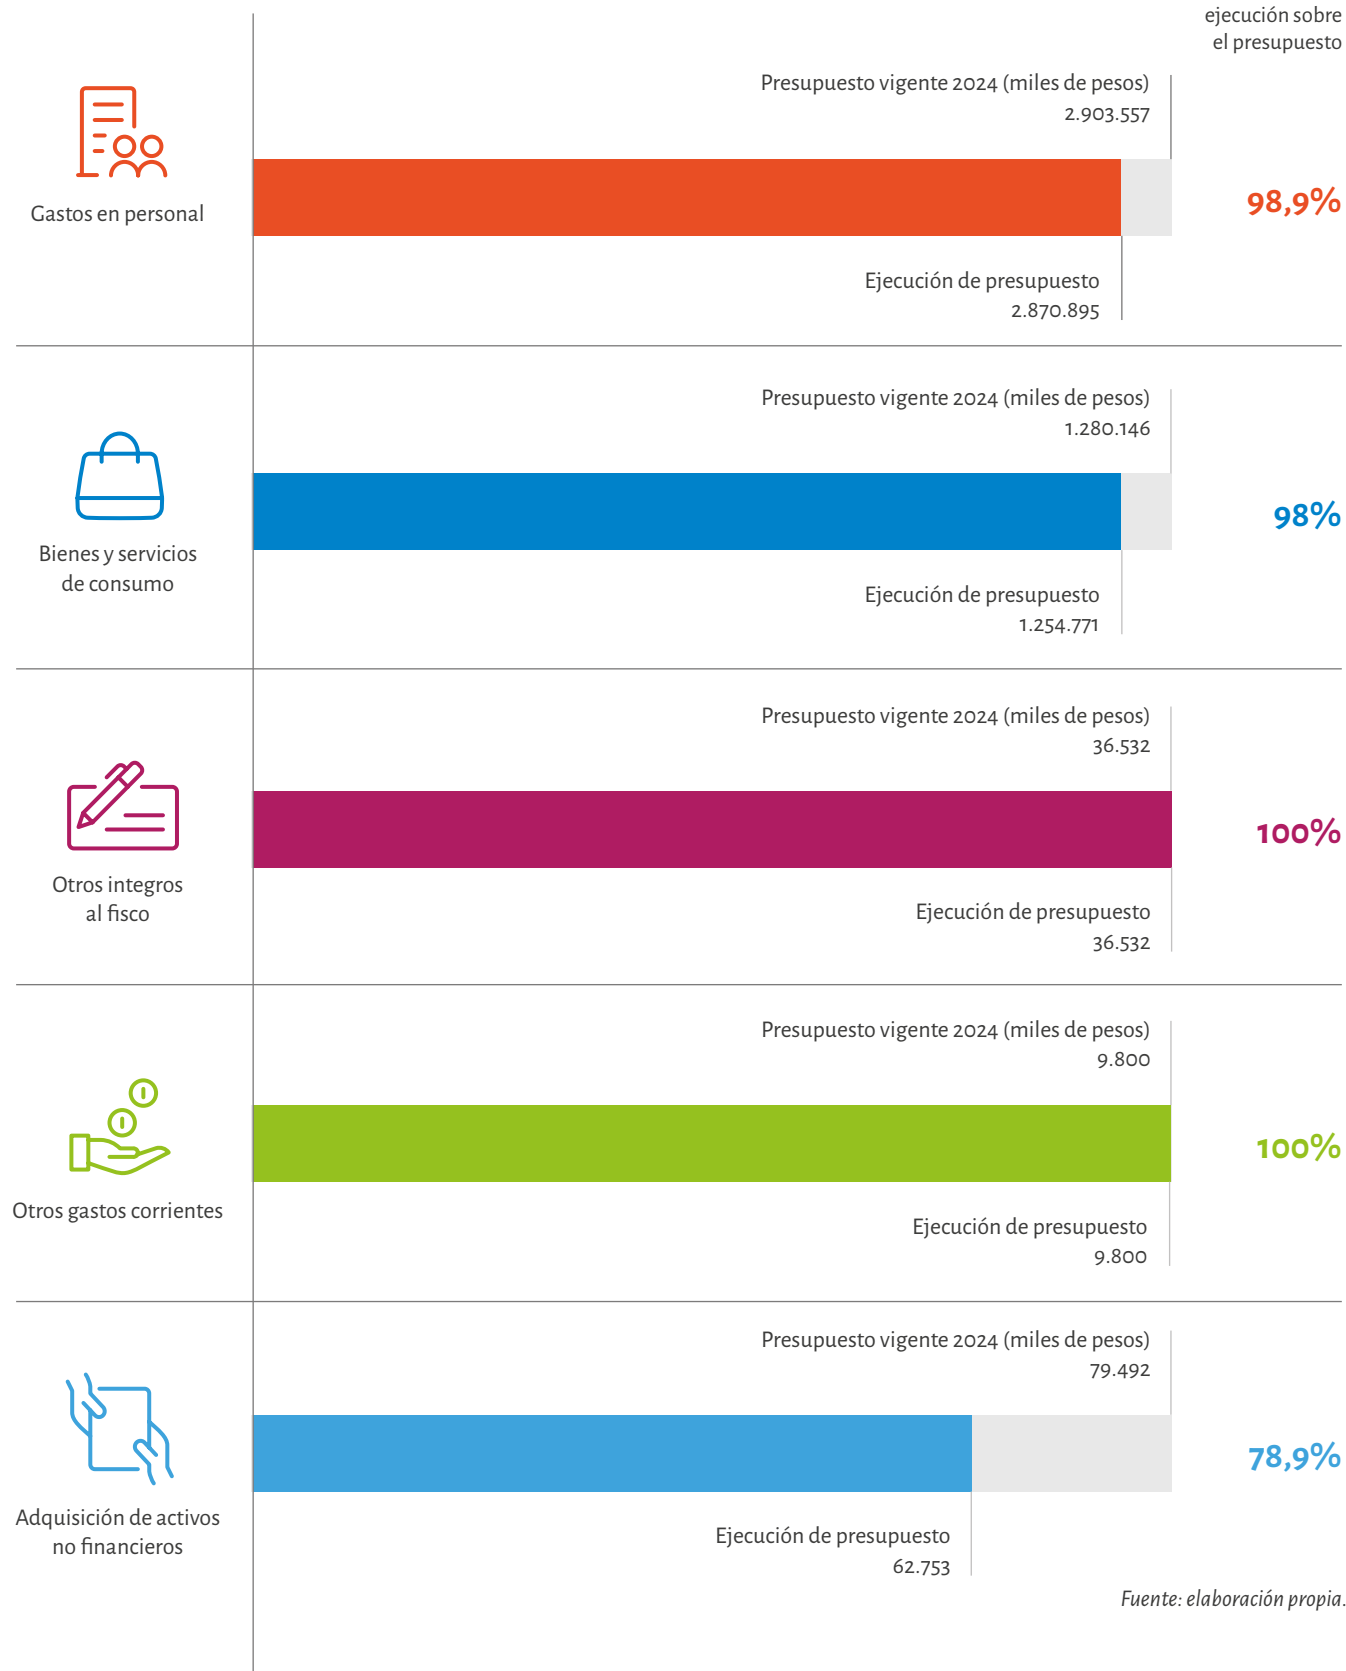 ejecución sobre
el presupuesto
Presupuesto vigente 2024 (miles de pesos)
2.903.557
Gastos en personal
98,9%
Ejecución de presupuesto
2.870.895
Presupuesto vigente 2024 (miles de pesos)
1.280.146
Bienes y servicios
de consumo
98%
Ejecución de presupuesto
1.254.771
Presupuesto vigente 2024 (miles de pesos)
36.532
Otros integros
al fisco
100%
Ejecución de presupuesto
36.532
Presupuesto vigente 2024 (miles de pesos)
9.800
Otros gastos corrientes
100%
Ejecución de presupuesto
9.800
Presupuesto vigente 2024 (miles de pesos)
79.492
Adquisición de activos
no financieros
78,9%
Ejecución de presupuesto
62.753
Fuente: elaboración propia.